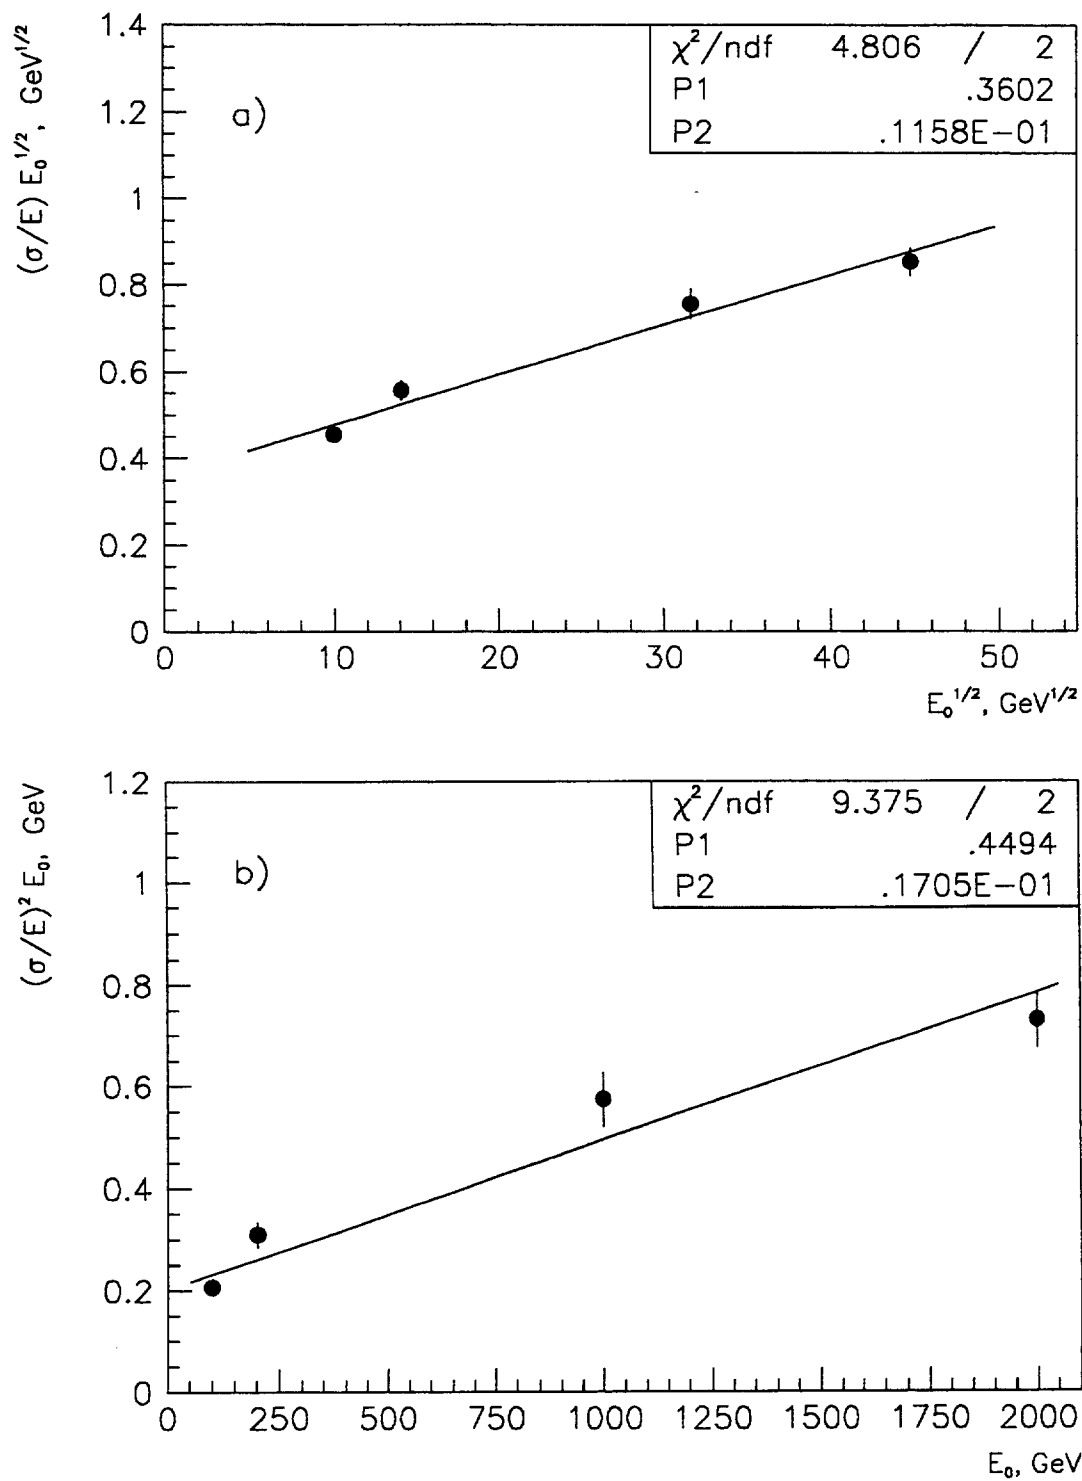 (σ/E) E₀^1/2, GeV^1/2
1.4
1.2
1
0.8
0.6
0.4
0.2
0
a)
χ²/ndf 4.806 / 2
P1 .3602
P2 .1158E-01
0 10 20 30 40 50
E₀^1/2, GeV^1/2
(σ/E)² E₀, GeV
1.2
1
0.8
0.6
0.4
0.2
0
b)
χ²/ndf 9.375 / 2
P1 .4494
P2 .1705E-01
0 250 500 750 1000 1250 1500 1750 2000
E₀, GeV